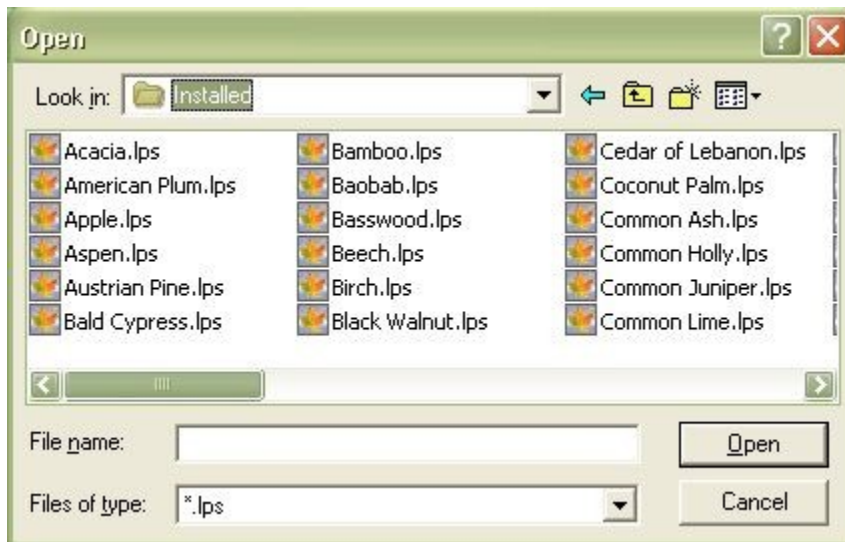 Open
Look in: Installed
Acacia.lps
American Plum.lps
Apple.lps
Aspen.lps
Austrian Pine.lps
Bald Cypress.lps
Bamboo.lps
Baobab.lps
Basswood.lps
Beech.lps
Birch.lps
Black Walnut.lps
Cedar of Lebanon.lps
Coconut Palm.lps
Common Ash.lps
Common Holly.lps
Common Juniper.lps
Common Lime.lps
File name:
Open
Files of type: *.lps
Cancel